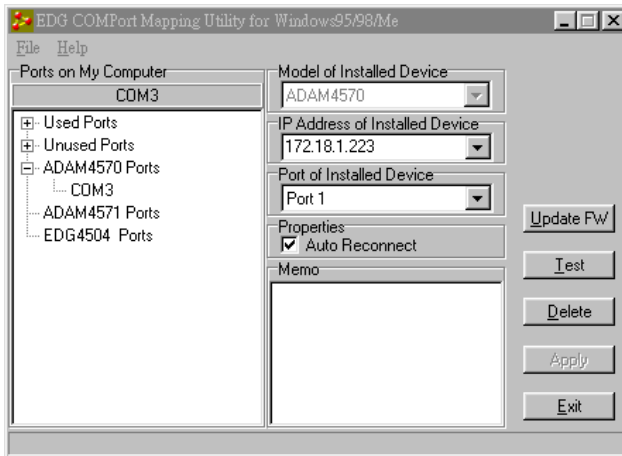 EDG COMPort Mapping Utility for Windows95/98/Me
File Help
Ports on My Computer
COM3
Used Ports
Unused Ports
ADAM4570 Ports
COM3
ADAM4571 Ports
EDG4504 Ports
Model of Installed Device
ADAM4570
IP Address of Installed Device
172.18.1.223
Port of Installed Device
Port 1
Properties
Auto Reconnect
Memo
Update FW
Test
Delete
Apply
Exit